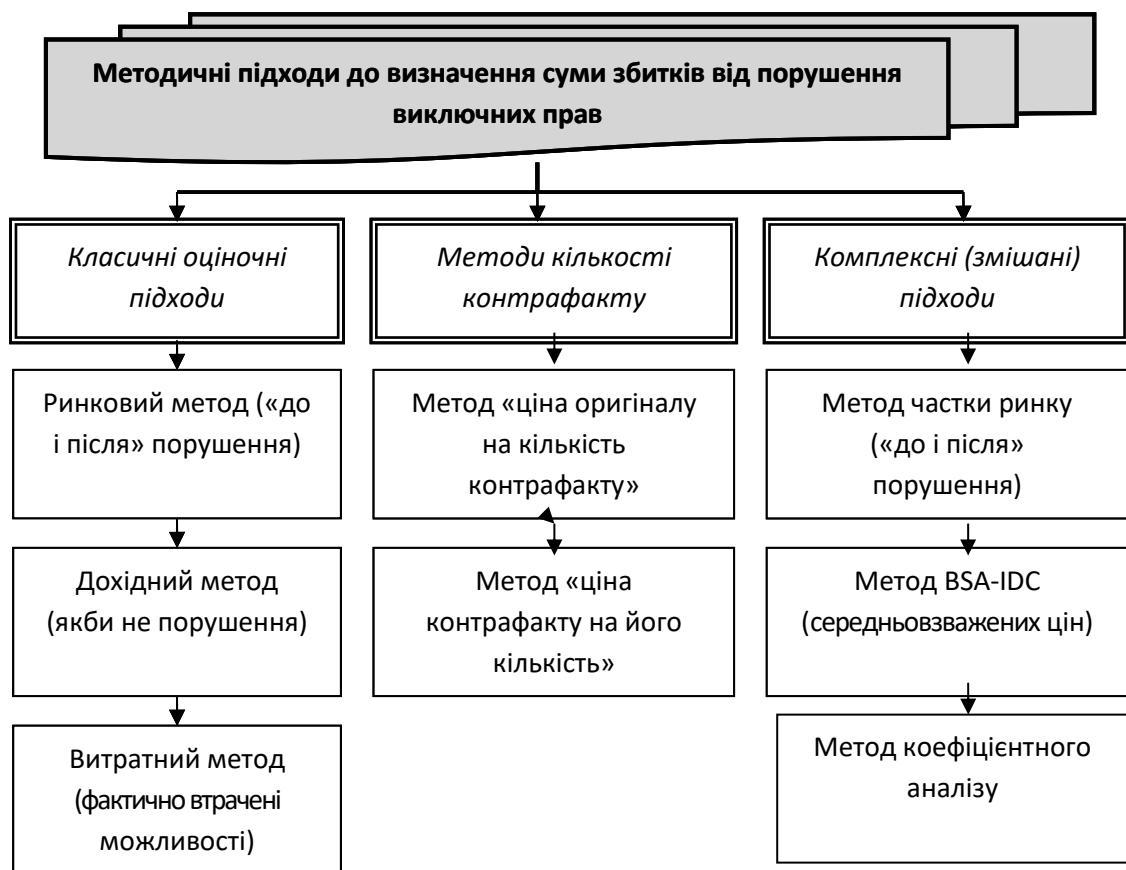 Методичні підходи до визначення суми збитків від порушення
виключних прав
Класичні оціночні
підходи
Ринковий метод («до
і після» порушення)
Дохідний метод
(якби не порушення)
Витратний метод
(фактично втрачені
можливості)
Методи кількості
контрафакту
Метод «ціна оригіналу
на кількість
контрафакту»
Метод «ціна
контрафакту на його
кількість»
Комплексні (змішані)
підходи
Метод частки ринку
(«до і після»
порушення)
Метод BSA-IDC
(середньовзважених цін)
Метод коефіцієнтного
аналізу